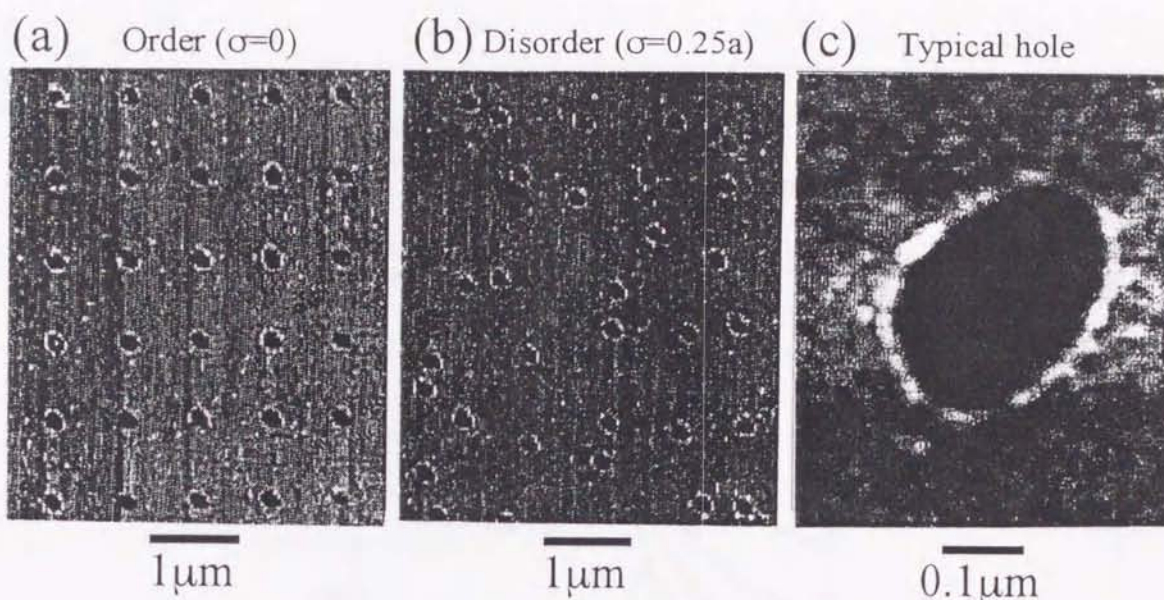 (a) Order (σ=0)
(b) Disorder (σ=0.25a)
(c) Typical hole
1μm
1μm
0.1μm